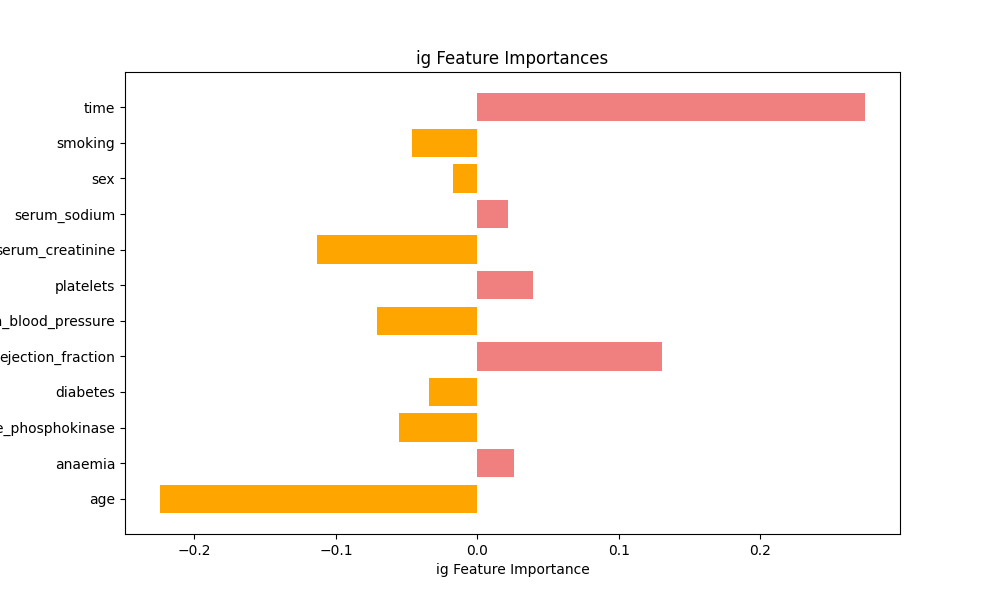 ig Feature Importances
time
smoking
sex
serum_sodium
serum_creatinine
platelets
_blood_pressure
ejection_fraction
diabetes
e_phosphokinase
anaemia
age
−0.2 −0.1 0.0 0.1 0.2
ig Feature Importance